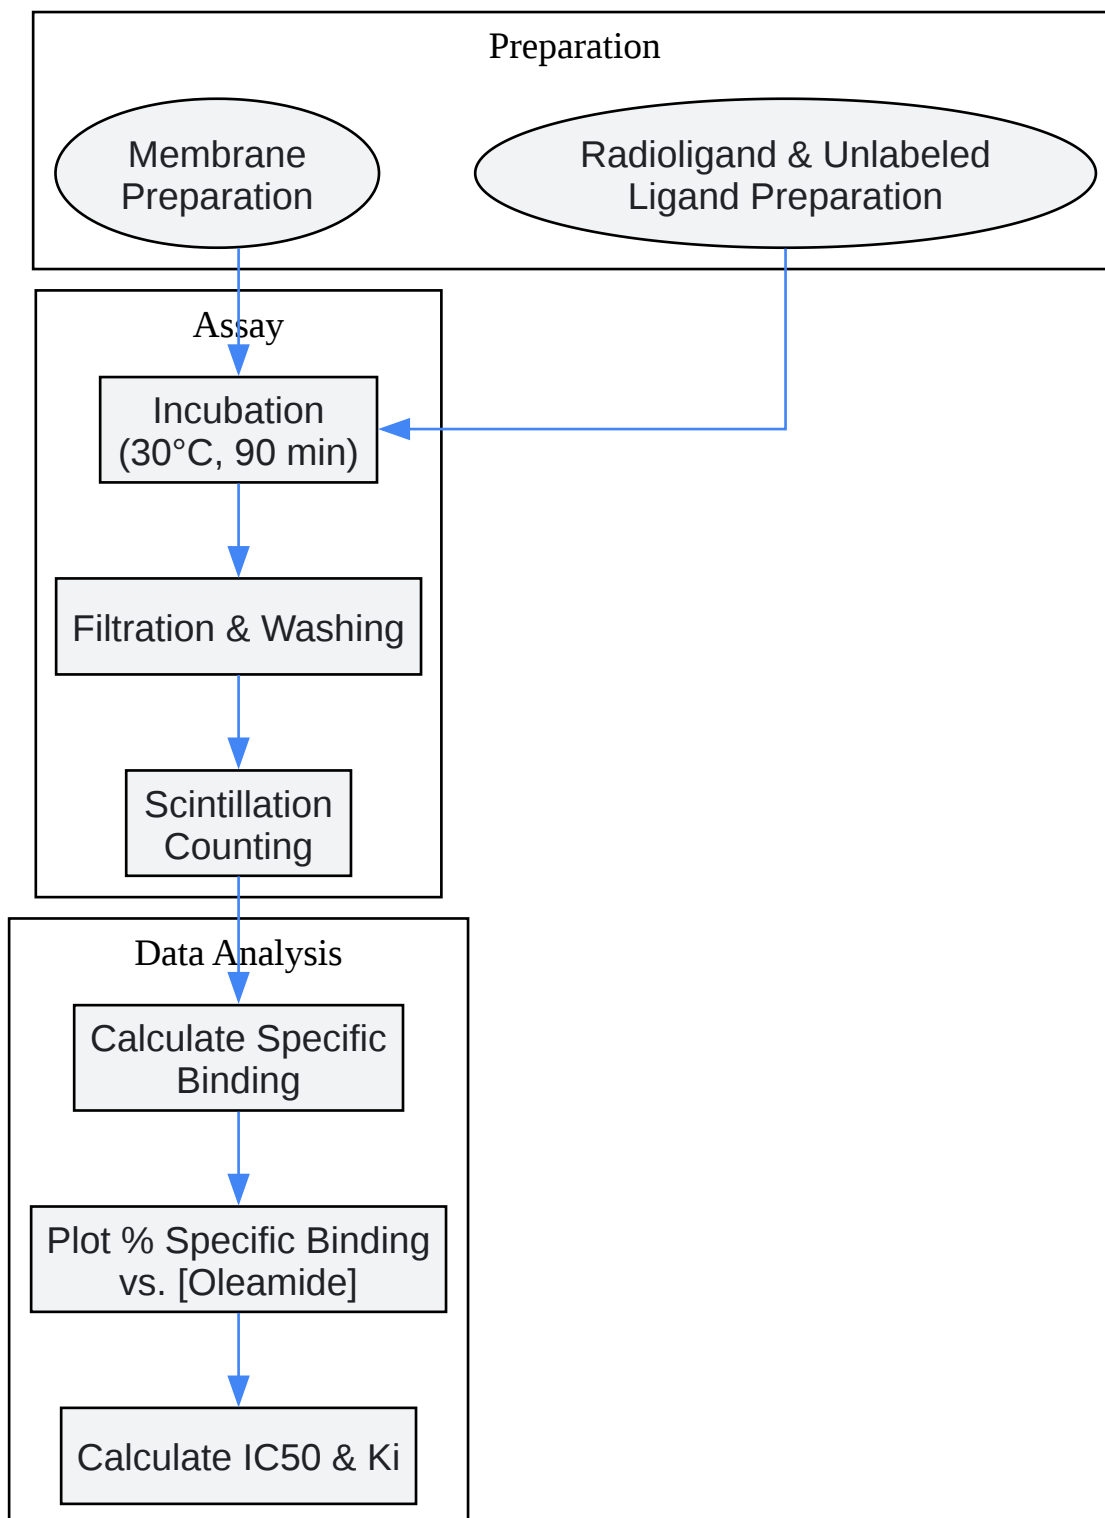 Preparation
Membrane
Preparation
Radioligand & Unlabeled
Ligand Preparation
Assay
Incubation
(30°C, 90 min)
Filtration & Washing
Scintillation
Counting
Data Analysis
Calculate Specific
Binding
Plot % Specific Binding
vs. [Oleamide]
Calculate IC50 & Ki